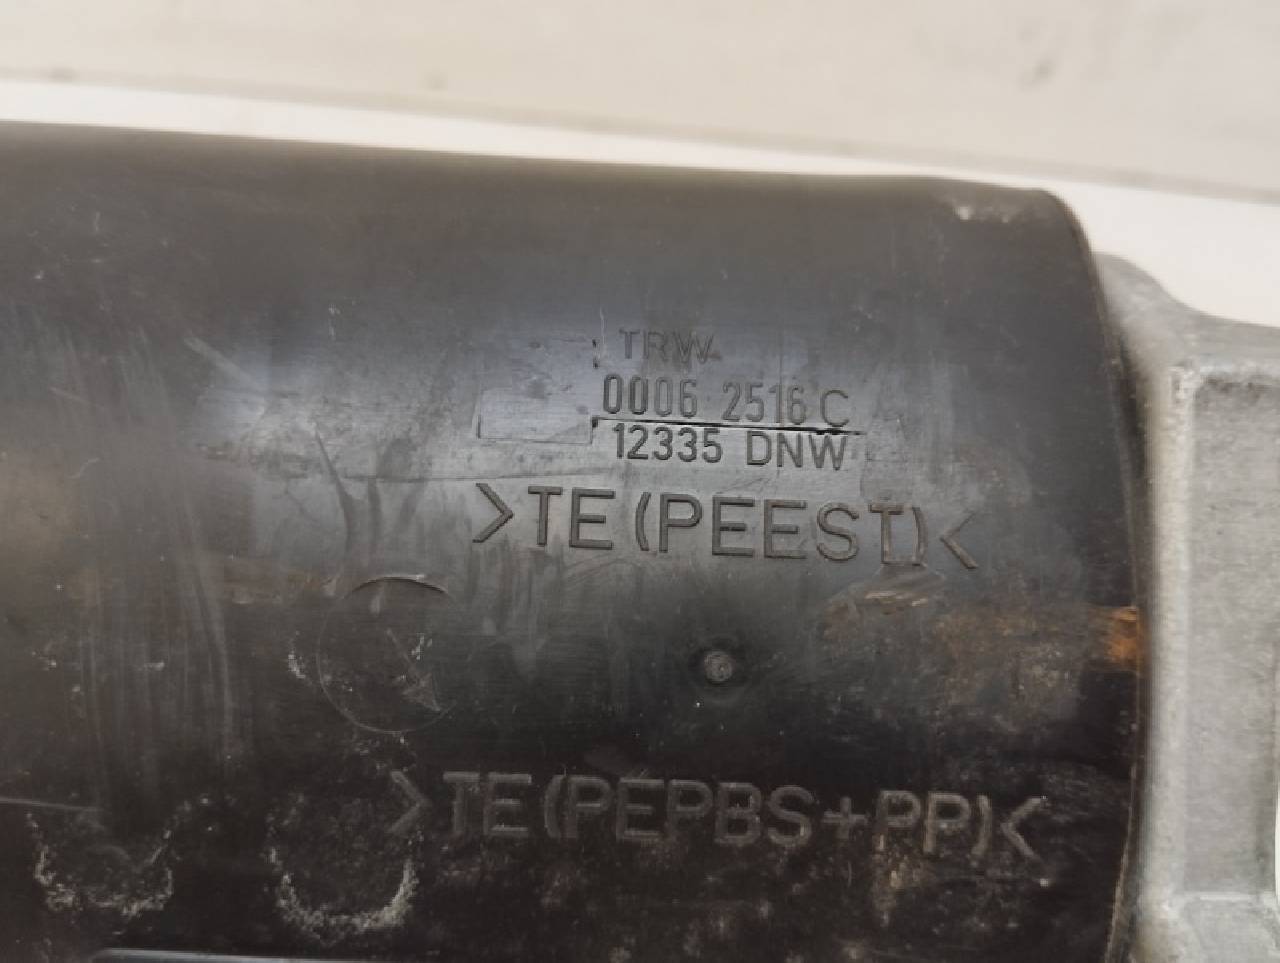 TRW
0006 2516 C
12335 DNW
>TE(PEEST)<
>TE(PEPBS+PP)<